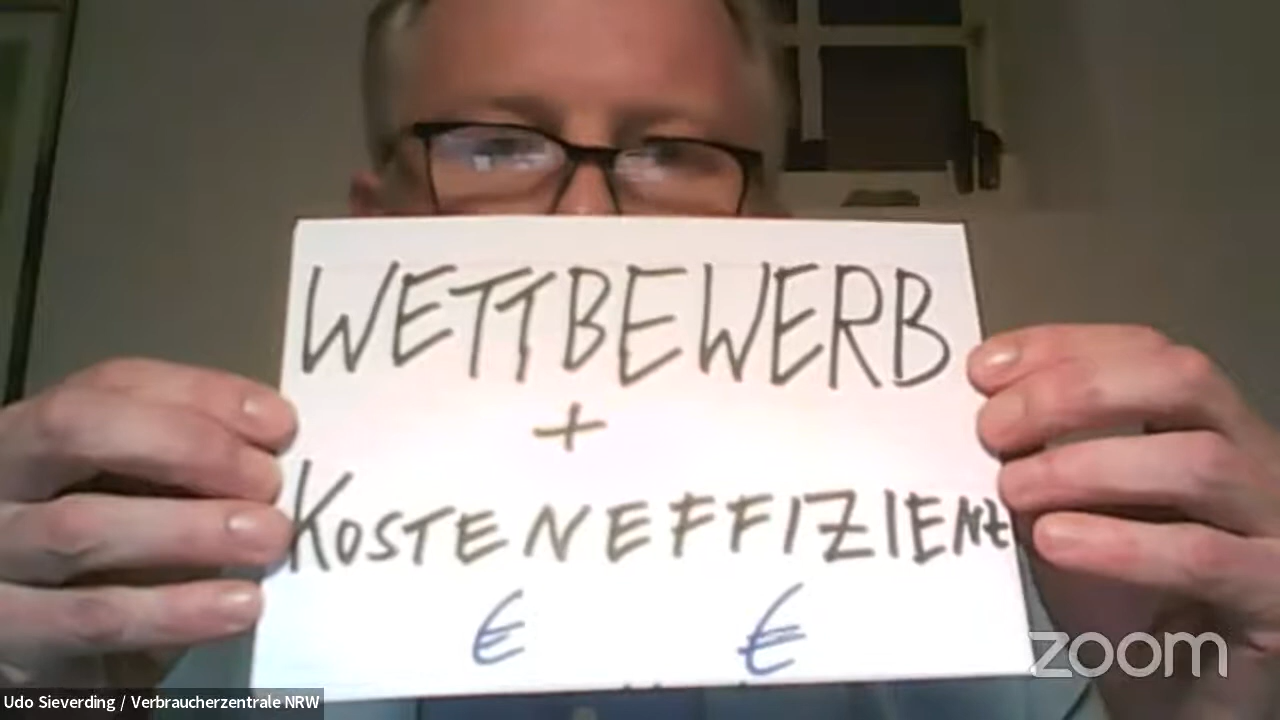 WETTBEWERB
+
KOSTENEFFIZIENZ
€ €
zoom
Udo Sieverding / Verbraucherzentrale NRW